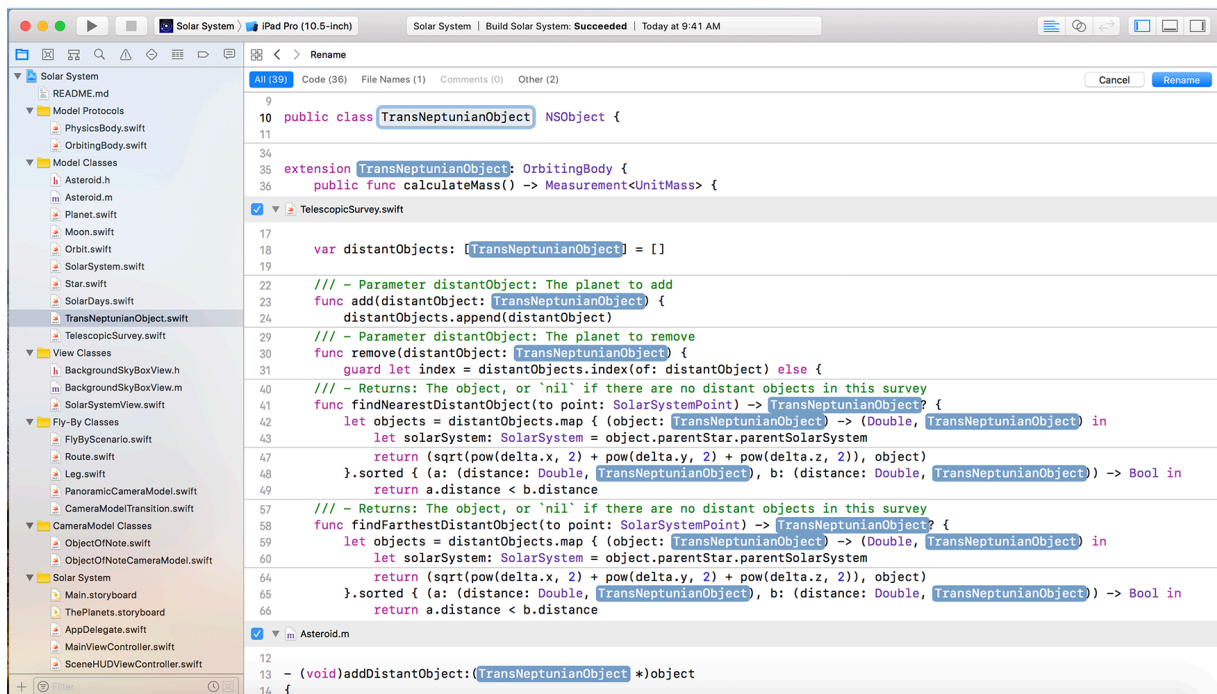 Solar System 〉 iPad Pro (10.5-inch)
Solar System | Build Solar System: Succeeded | Today at 9:41 AM
Rename
All (39) Code (36) File Names (1) Comments (0) Other (2) Cancel Rename
Solar System
README.md
Model Protocols
PhysicsBody.swift
OrbitingBody.swift
Model Classes
h Asteroid.h
m Asteroid.m
Planet.swift
Moon.swift
Orbit.swift
SolarSystem.swift
Star.swift
SolarDays.swift
TransNeptunianObject.swift
TelescopicSurvey.swift
View Classes
h BackgroundSkyBoxView.h
m BackgroundSkyBoxView.m
SolarSystemView.swift
Fly-By Classes
FlyByScenario.swift
Route.swift
Leg.swift
PanoramicCameraModel.swift
CameraModelTransition.swift
CameraModel Classes
ObjectOfNote.swift
ObjectOfNoteCameraModel.swift
Solar System
Main.storyboard
ThePlanets.storyboard
AppDelegate.swift
MainViewController.swift
SceneHUDViewController.swift
Filter
9
10 public class TransNeptunianObject NSObject {
11
34
35 extension TransNeptunianObject: OrbitingBody {
36 public func calculateMass() -> Measurement<UnitMass> {
TelescopicSurvey.swift
17
18 var distantObjects: [TransNeptunianObject] = []
19
22 /// - Parameter distantObject: The planet to add
23 func add(distantObject: TransNeptunianObject) {
24 distantObjects.append(distantObject)
29 /// - Parameter distantObject: The planet to remove
30 func remove(distantObject: TransNeptunianObject) {
31 guard let index = distantObjects.index(of: distantObject) else {
40 /// - Returns: The object, or `nil` if there are no distant objects in this survey
41 func findNearestDistantObject(to point: SolarSystemPoint) -> TransNeptunianObject? {
42 let objects = distantObjects.map { (object: TransNeptunianObject) -> (Double, TransNeptunianObject) in
43 let solarSystem: SolarSystem = object.parentStar.parentSolarSystem
47 return (sqrt(pow(delta.x, 2) + pow(delta.y, 2) + pow(delta.z, 2)), object)
48 }.sorted { (a: (distance: Double, TransNeptunianObject), b: (distance: Double, TransNeptunianObject)) -> Bool in
49 return a.distance < b.distance
57 /// - Returns: The object, or `nil` if there are no distant objects in this survey
58 func findFarthestDistantObject(to point: SolarSystemPoint) -> TransNeptunianObject? {
59 let objects = distantObjects.map { (object: TransNeptunianObject) -> (Double, TransNeptunianObject) in
60 let solarSystem: SolarSystem = object.parentStar.parentSolarSystem
64 return (sqrt(pow(delta.x, 2) + pow(delta.y, 2) + pow(delta.z, 2)), object)
65 }.sorted { (a: (distance: Double, TransNeptunianObject), b: (distance: Double, TransNeptunianObject)) -> Bool in
66 return a.distance < b.distance
m Asteroid.m
12
13 - (void)addDistantObject:(TransNeptunianObject *)object
14 {